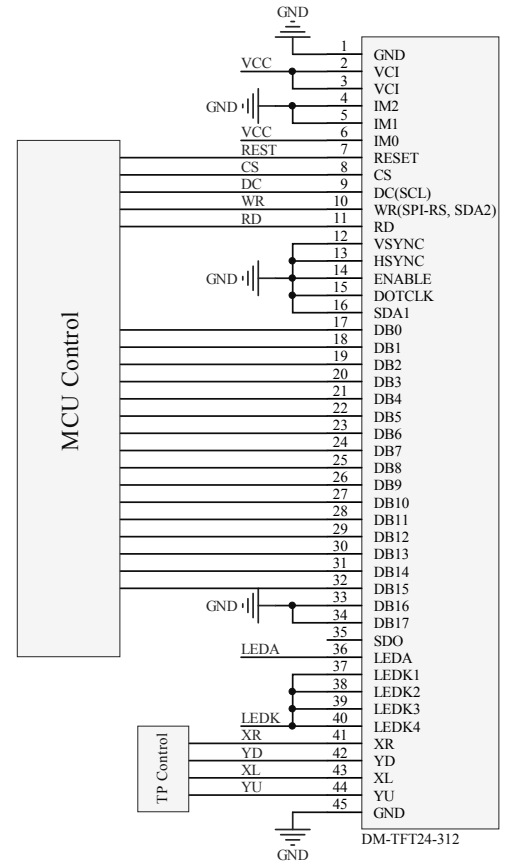 GND
1 GND
VCC 2 VCI
3 VCI
GND 4 IM2
5 IM1
VCC 6 IM0
REST 7 RESET
CS 8 CS
DC 9 DC(SCL)
WR 10 WR(SPI-RS, SDA2)
RD 11 RD
12 VSYNC
13 HSYNC
GND 14 ENABLE
15 DOTCLK
16 SDA1
MCU Control
17 DB0
18 DB1
19 DB2
20 DB3
21 DB4
22 DB5
23 DB6
24 DB7
25 DB8
26 DB9
27 DB10
28 DB11
29 DB12
30 DB13
31 DB14
32 DB15
GND 33 DB16
34 DB17
35 SDO
LEDA 36 LEDA
37 LEDK1
38 LEDK2
39 LEDK3
LEDK 40 LEDK4
TP Control
XR 41 XR
YD 42 YD
XL 43 XL
YU 44 YU
45 GND
GND
DM-TFT24-312